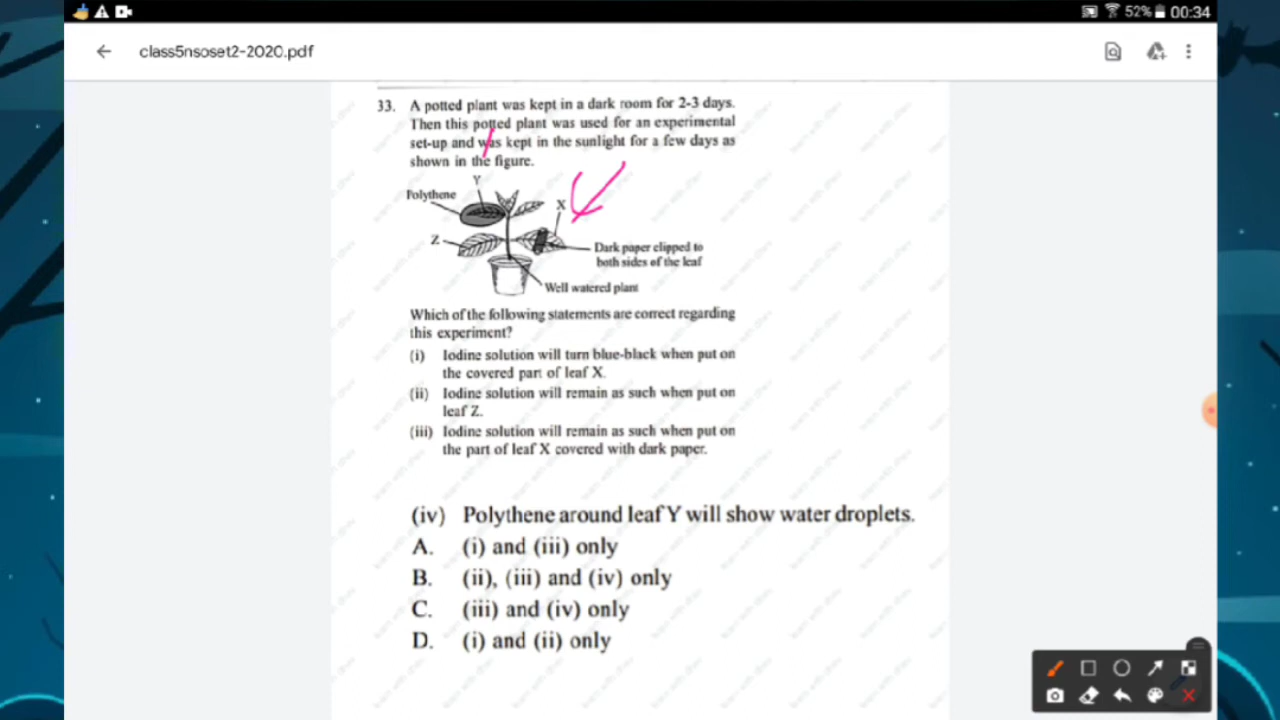 52% 00:34
class5nsoset2-2020.pdf
33. A potted plant was kept in a dark room for 2-3 days.
Then this potted plant was used for an experimental
set-up and was kept in the sunlight for a few days as
shown in the figure.
Y
Polythene
X
Z
Dark paper clipped to
both sides of the leaf
Well watered plant
Which of the following statements are correct regarding
this experiment?
(i) Iodine solution will turn blue-black when put on
the covered part of leaf X.
(ii) Iodine solution will remain as such when put on
leaf Z.
(iii) Iodine solution will remain as such when put on
the part of leaf X covered with dark paper.
(iv) Polythene around leaf Y will show water droplets.
A. (i) and (iii) only
B. (ii), (iii) and (iv) only
C. (iii) and (iv) only
D. (i) and (ii) only